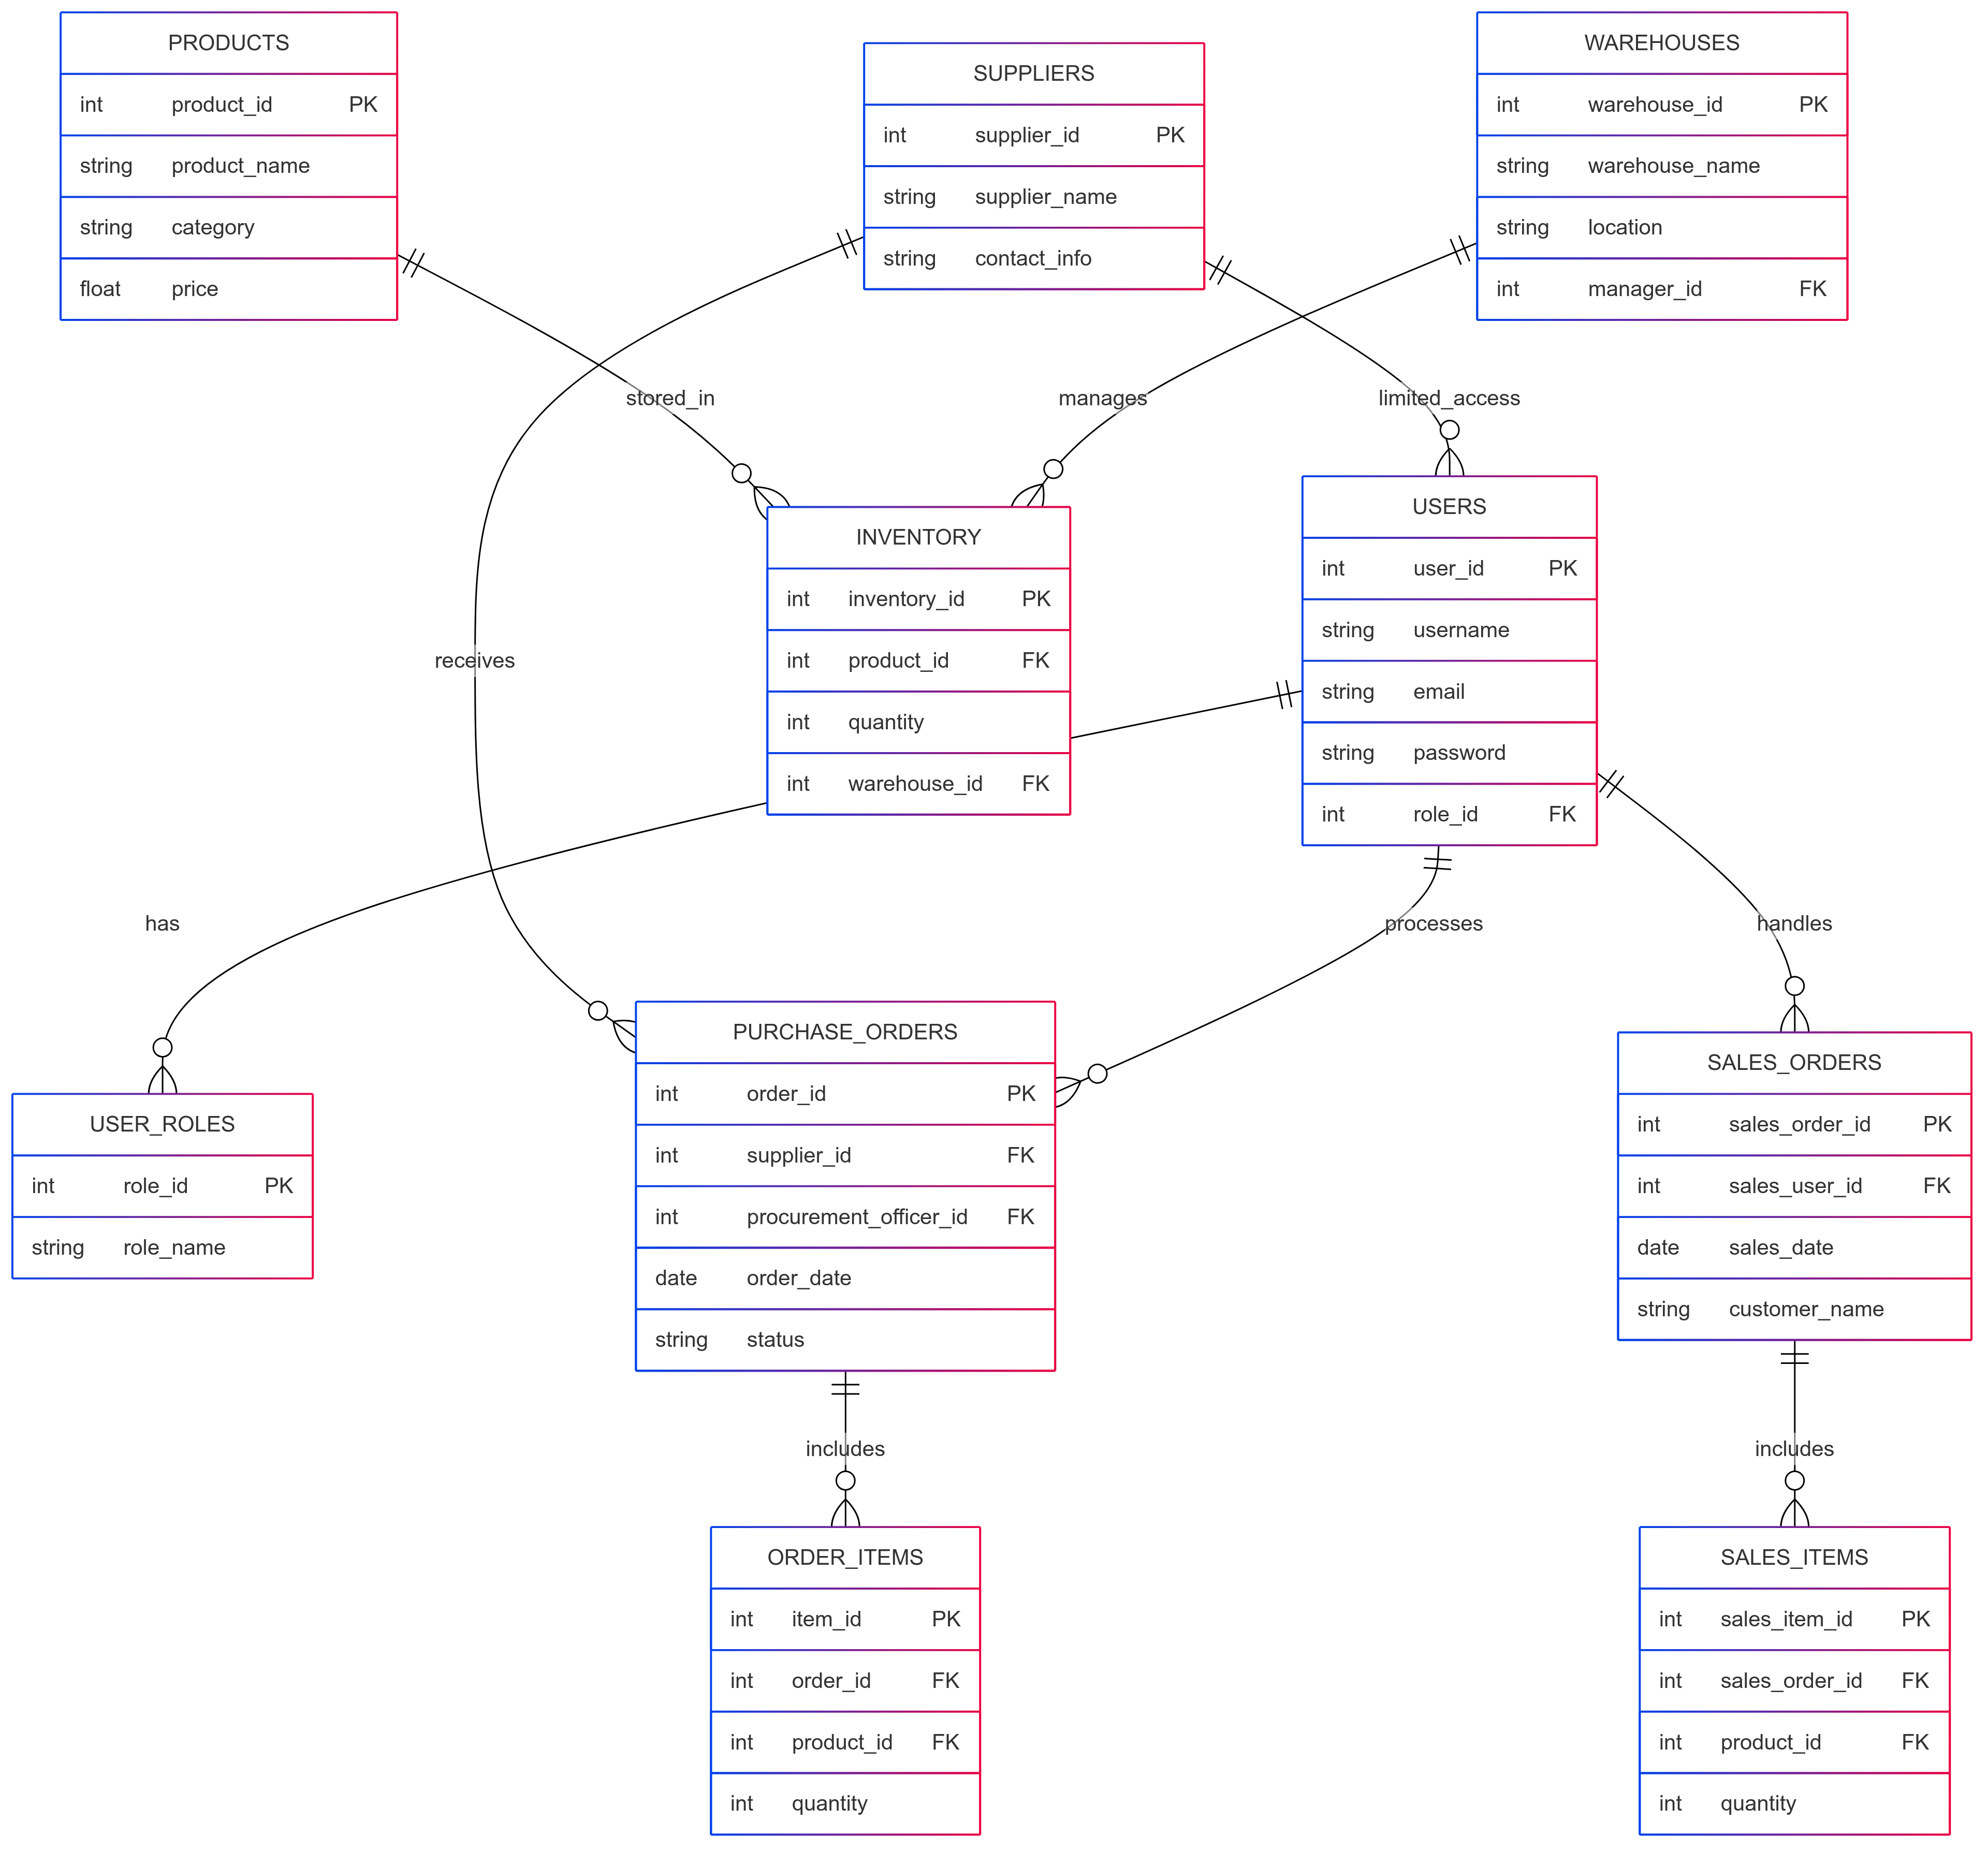 PRODUCTS
int product_id PK
string product_name
string category
float price
SUPPLIERS
int supplier_id PK
string supplier_name
string contact_info
WAREHOUSES
int warehouse_id PK
string warehouse_name
string location
int manager_id FK
stored_in
manages
limited_access
INVENTORY
int inventory_id PK
int product_id FK
int quantity
int warehouse_id FK
USERS
int user_id PK
string username
string email
string password
int role_id FK
receives
has
processes
handles
USER_ROLES
int role_id PK
string role_name
PURCHASE_ORDERS
int order_id PK
int supplier_id FK
int procurement_officer_id FK
date order_date
string status
SALES_ORDERS
int sales_order_id PK
int sales_user_id FK
date sales_date
string customer_name
includes
includes
ORDER_ITEMS
int item_id PK
int order_id FK
int product_id FK
int quantity
SALES_ITEMS
int sales_item_id PK
int sales_order_id FK
int product_id FK
int quantity